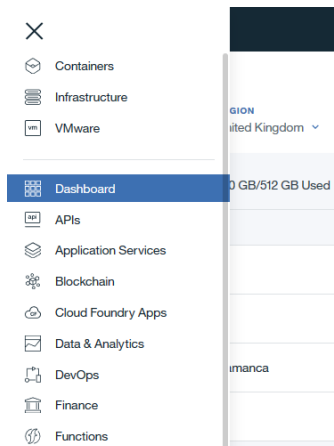 Containers
Infrastructure
vm VMware
GION
ited Kingdom
Dashboard
0 GB/512 GB Used
api APIs
Application Services
Blockchain
CF Cloud Foundry Apps
Data & Analytics
amanca
DevOps
Finance
Functions